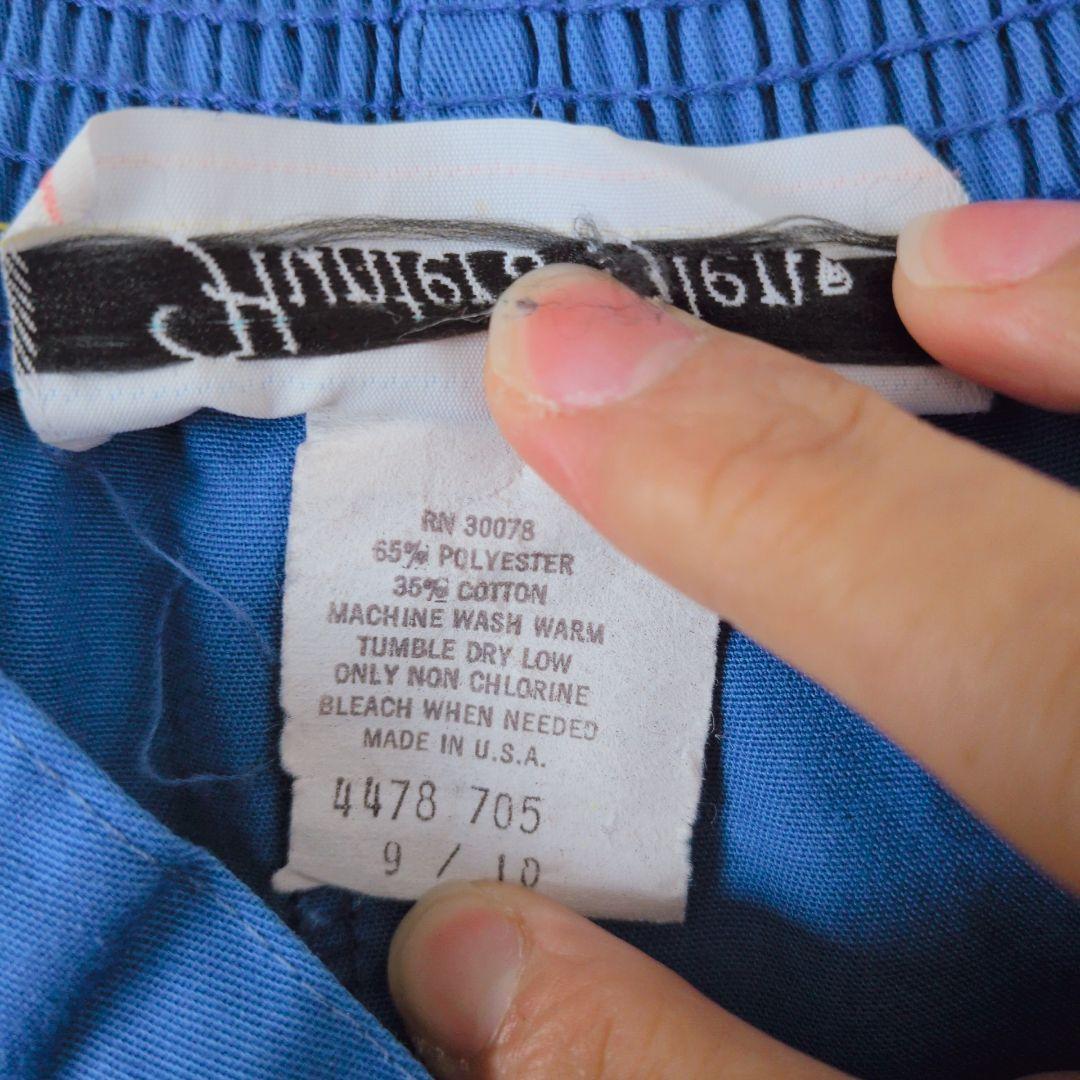 Hunter
RN 30078
65% POLYESTER
35% COTTON
MACHINE WASH WARM
TUMBLE DRY LOW
ONLY NON CHLORINE
BLEACH WHEN NEEDED
MADE IN U.S.A.
4478 705
9 / 10